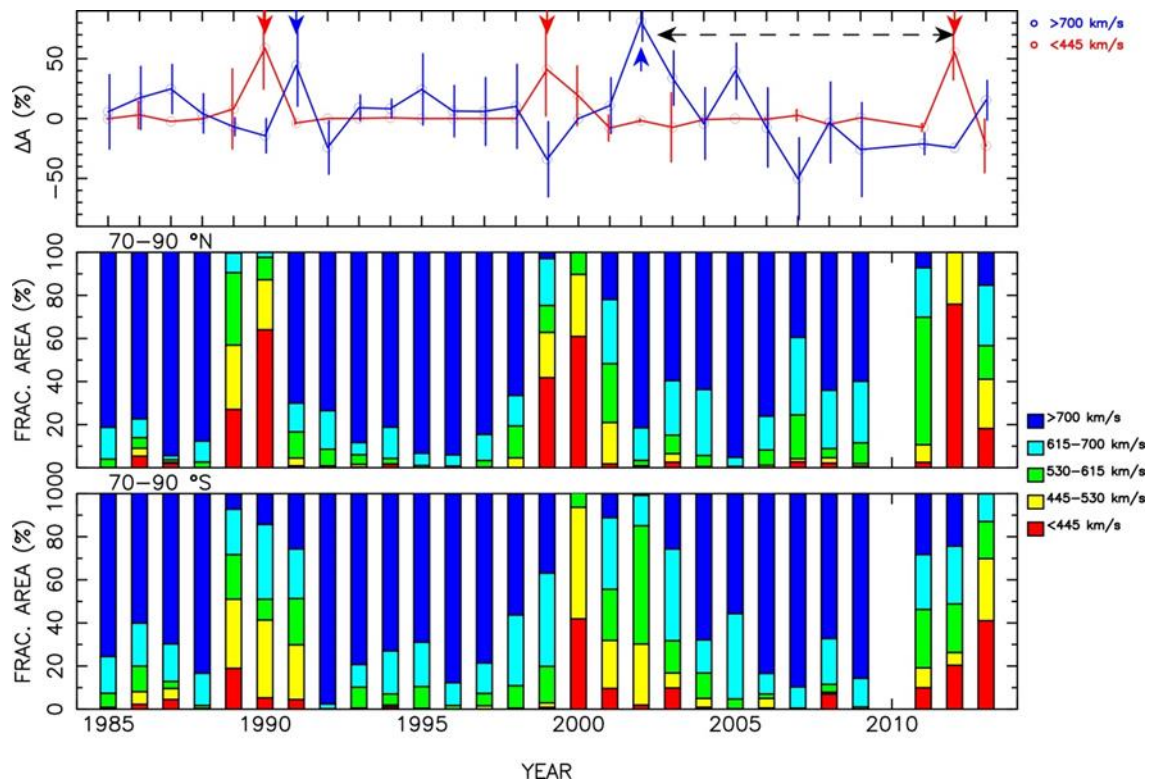 >700 km/s
<445 km/s
50
0
−50
ΔA (%)
70−90 °N
100
80
60
40
20
0
FRAC. AREA (%)
70−90 °S
100
80
60
40
20
0
FRAC. AREA (%)
>700 km/s
615−700 km/s
530−615 km/s
445−530 km/s
<445 km/s
1985 1990 1995 2000 2005 2010
YEAR